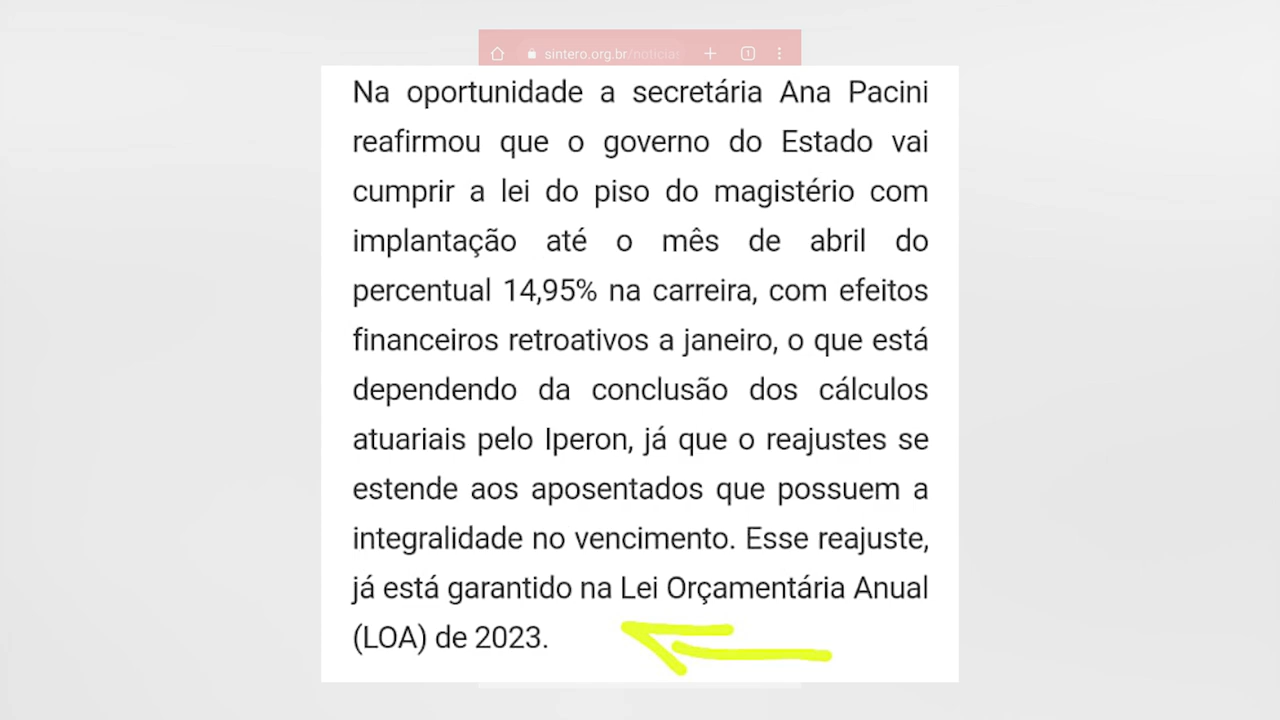 sintero.org.br/noticias
1
Na oportunidade a secretária Ana Pacini
reafirmou que o governo do Estado vai
cumprir a lei do piso do magistério com
implantação até o mês de abril do
percentual 14,95% na carreira, com efeitos
financeiros retroativos a janeiro, o que está
dependendo da conclusão dos cálculos
atuariais pelo Iperon, já que o reajustes se
estende aos aposentados que possuem a
integralidade no vencimento. Esse reajuste,
já está garantido na Lei Orçamentária Anual
(LOA) de 2023.